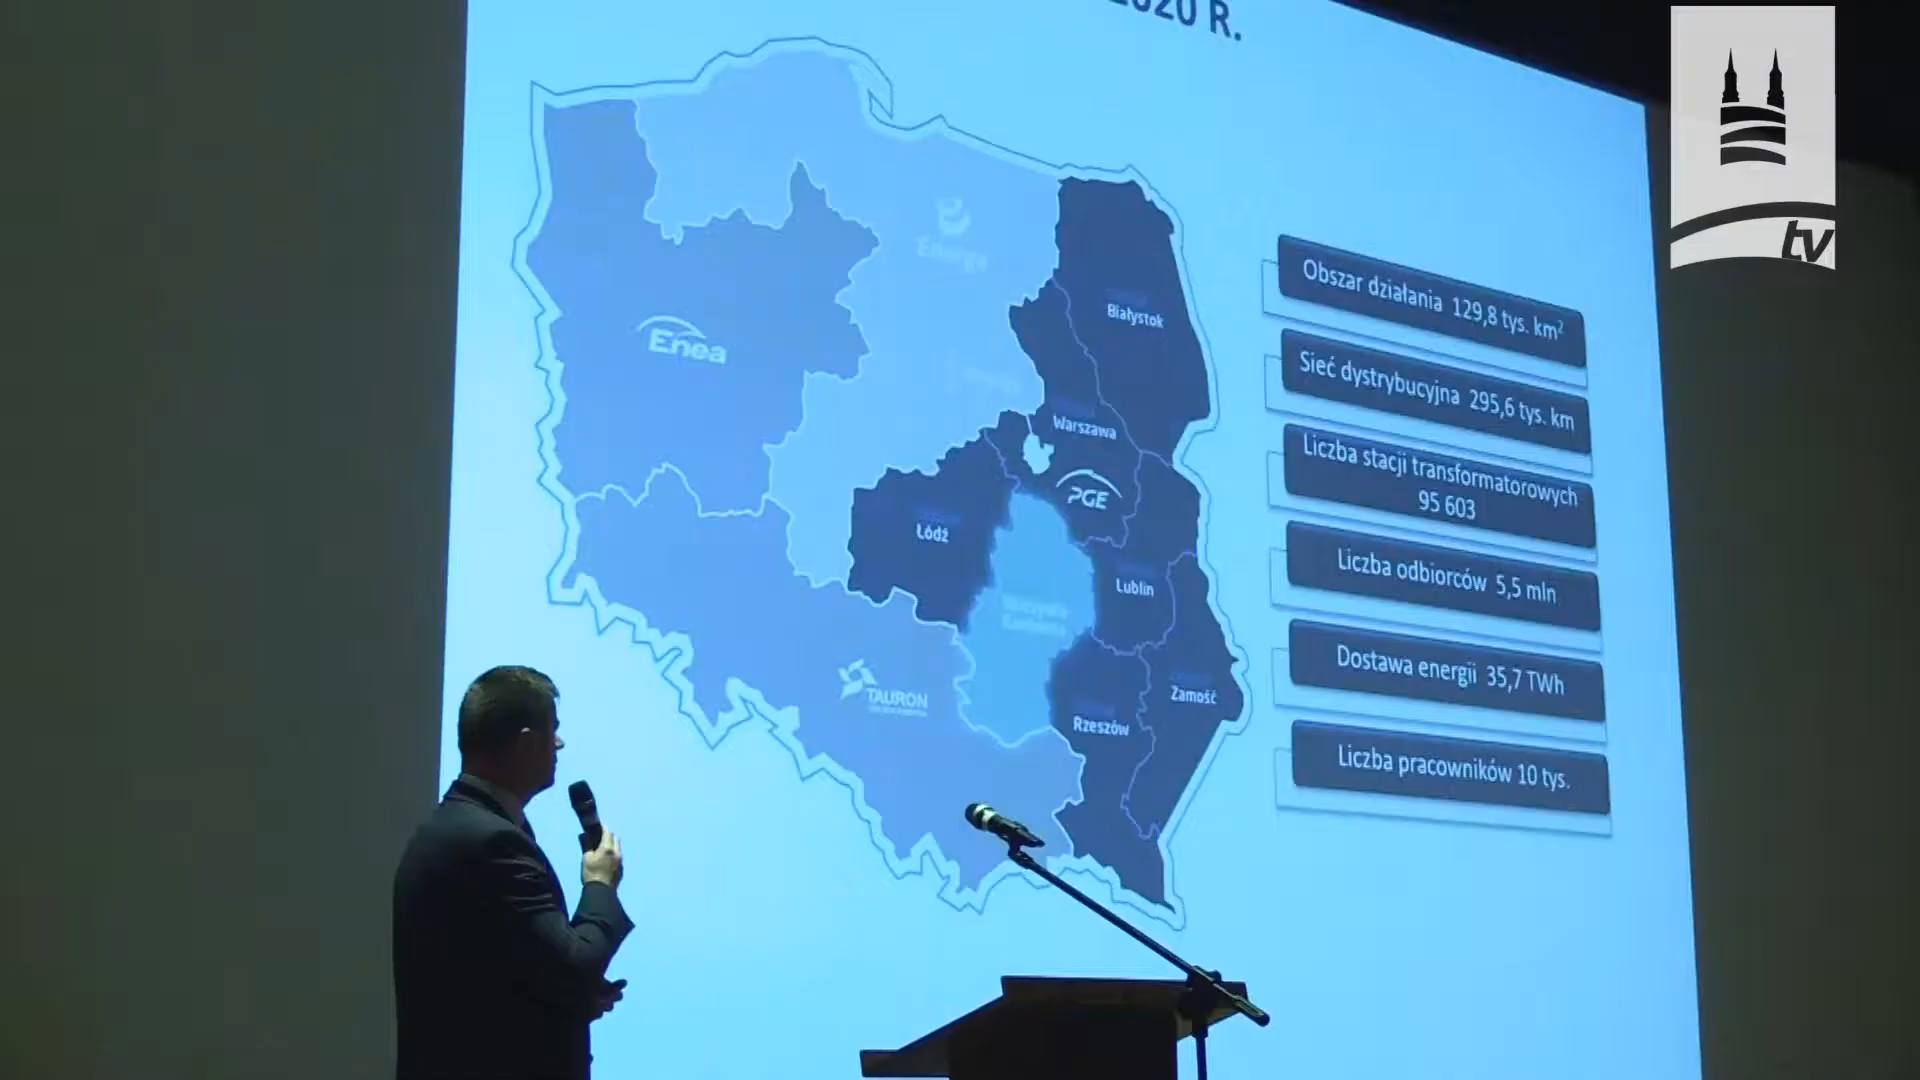 2020 R.
tv
Energa
Białystok
Enea
Warszawa
PGE
Łódź
Lublin
TAURON
Zamość
Rzeszów
Obszar działania 129,8 tys. km²
Sieć dystrybucyjna 295,6 tys. km
Liczba stacji transformatorowych
95 603
Liczba odbiorców 5,5 mln
Dostawa energii 35,7 TWh
Liczba pracowników 10 tys.